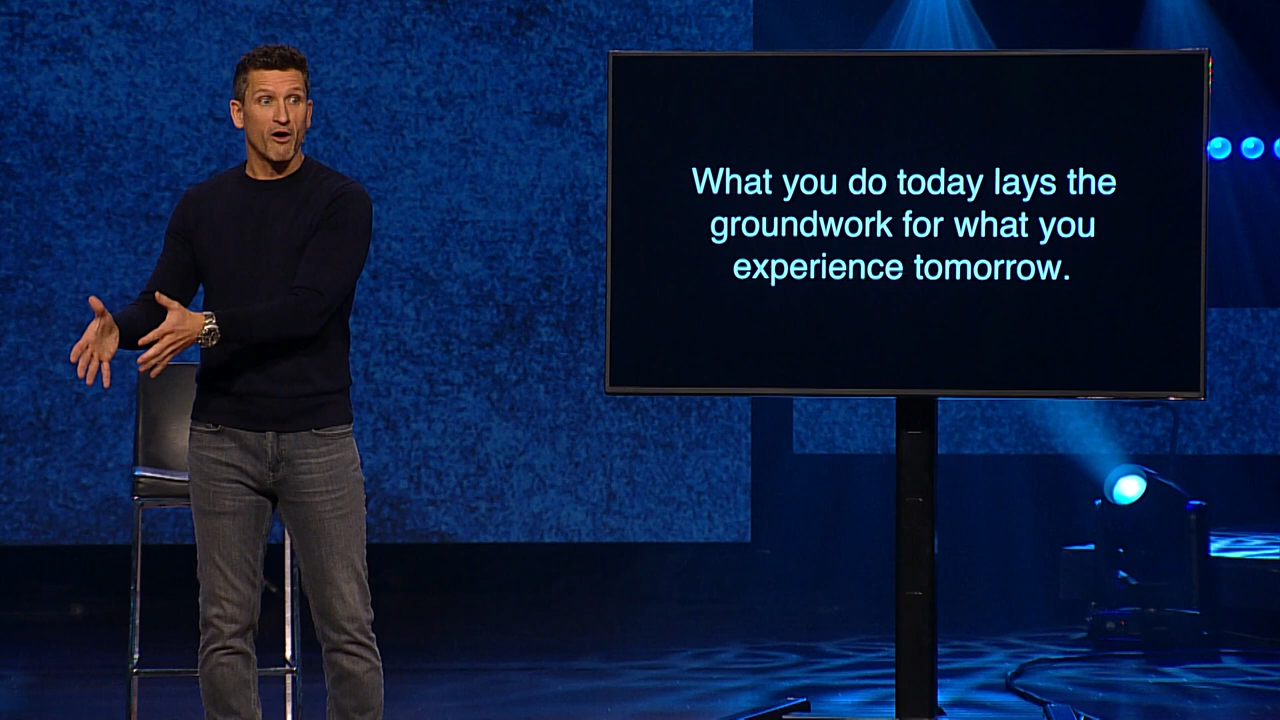 What you do today lays the
groundwork for what you
experience tomorrow.